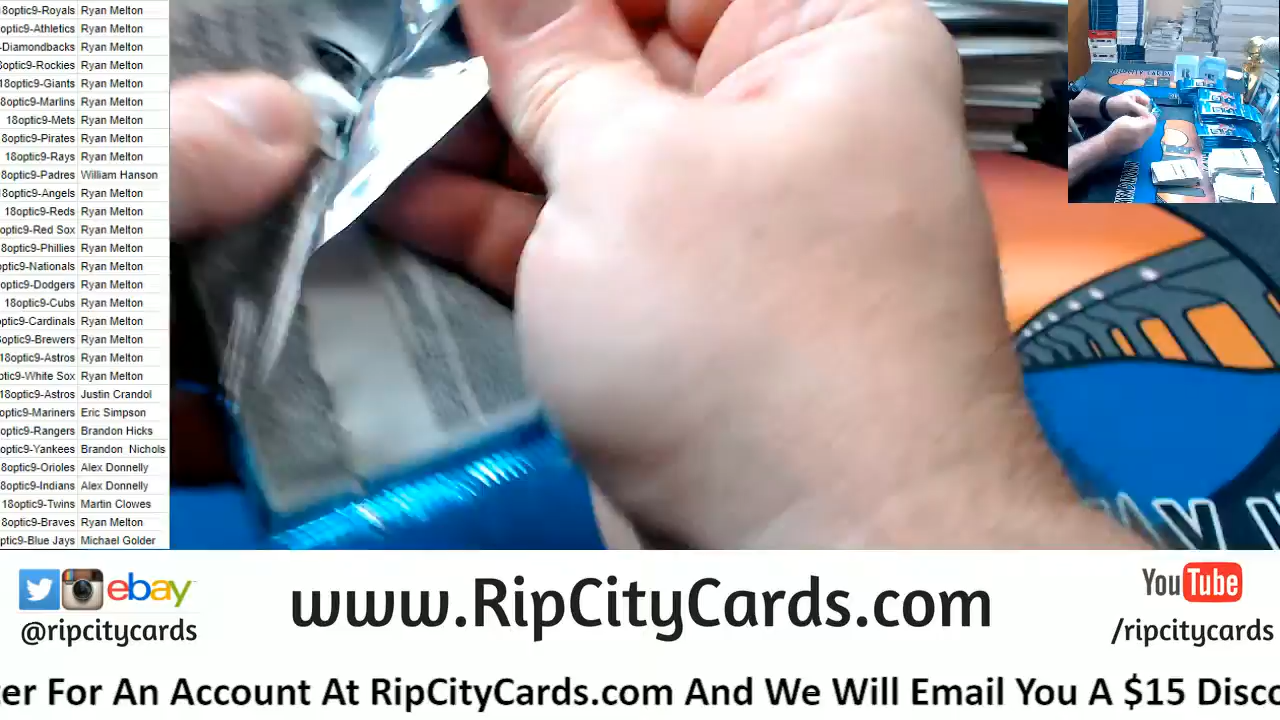 8optic9-Royals Ryan Melton
optic9-Athletics Ryan Melton
-Diamondbacks Ryan Melton
8optic9-Rockies Ryan Melton
18optic9-Giants Ryan Melton
8optic9-Marlins Ryan Melton
18optic9-Mets Ryan Melton
8optic9-Pirates Ryan Melton
18optic9-Rays Ryan Melton
8optic9-Padres William Hanson
18optic9-Angels Ryan Melton
18optic9-Reds Ryan Melton
optic9-Red Sox Ryan Melton
8optic9-Phillies Ryan Melton
optic9-Nationals Ryan Melton
optic9-Dodgers Ryan Melton
18optic9-Cubs Ryan Melton
optic9-Cardinals Ryan Melton
8optic9-Brewers Ryan Melton
18optic9-Astros Ryan Melton
otic9-White Sox Ryan Melton
18optic9-Astros Justin Crandol
optic9-Mariners Eric Simpson
optic9-Rangers Brandon Hicks
optic9-Yankees Brandon Nichols
8optic9-Orioles Alex Donnelly
8optic9-Indians Alex Donnelly
18optic9-Twins Martin Clowes
8optic9-Braves Ryan Melton
ptic9-Blue Jays Michael Golder
ebay
@ripcitycards
www.RipCityCards.com
YouTube
/ripcitycards
ter For An Account At RipCityCards.com And We Will Email You A $15 Disco